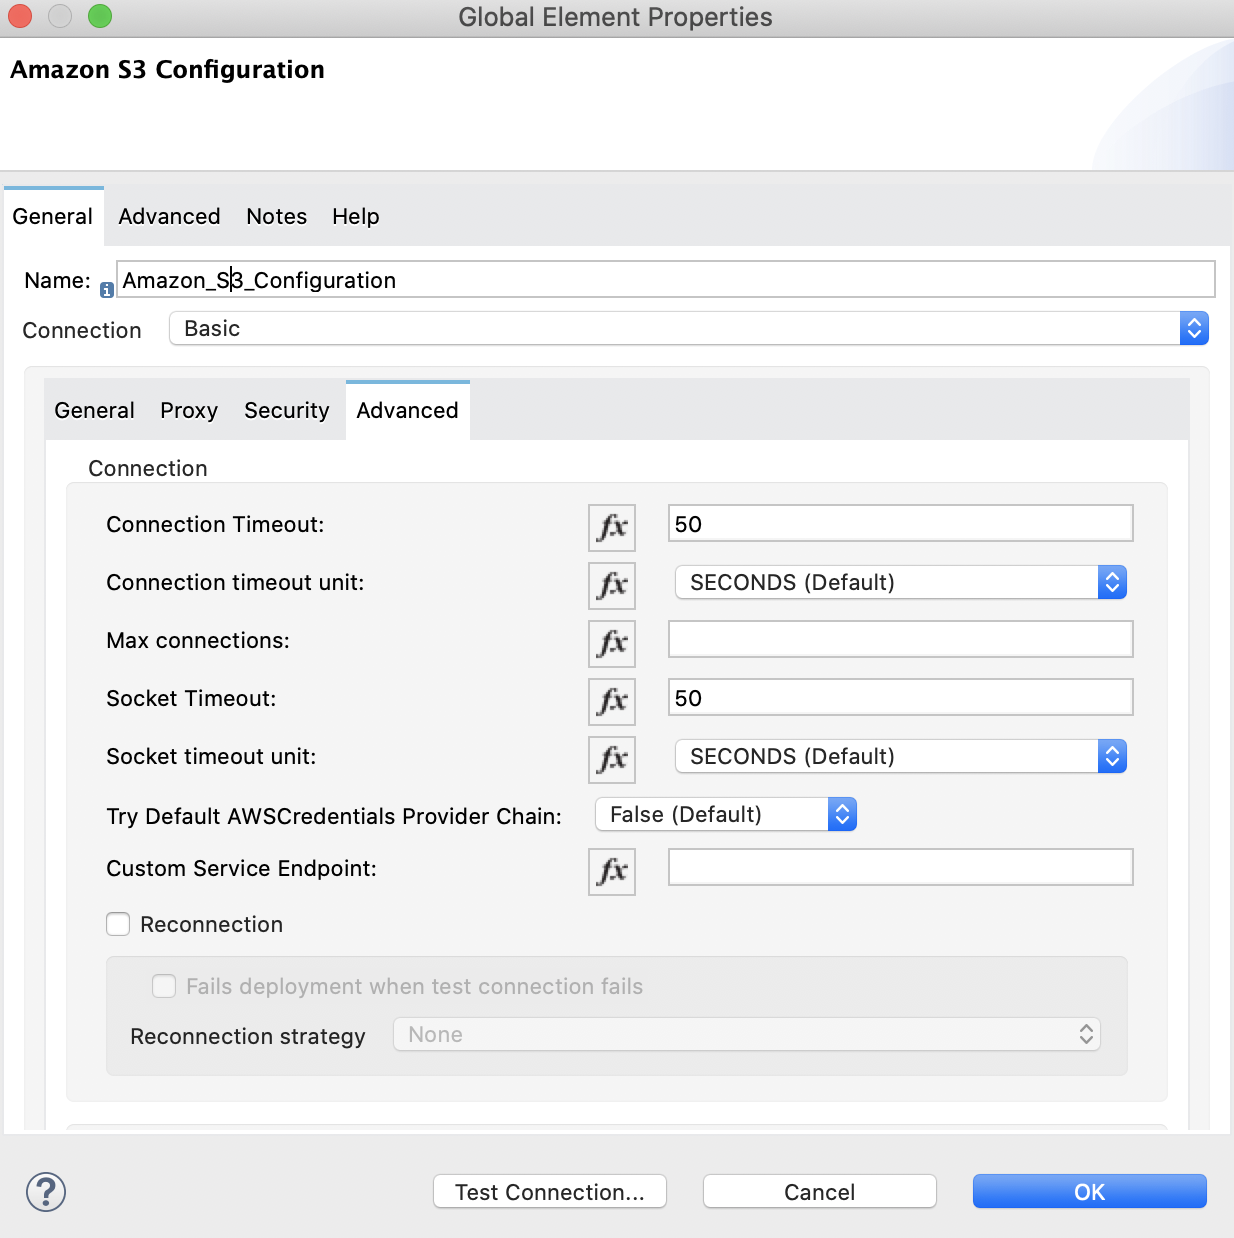 Global Element Properties
Amazon S3 Configuration
General Advanced Notes Help
Name: Amazon_S3_Configuration
Connection Basic
General Proxy Security Advanced
Connection
Connection Timeout: fx 50
Connection timeout unit: fx SECONDS (Default)
Max connections: fx
Socket Timeout: fx 50
Socket timeout unit: fx SECONDS (Default)
Try Default AWSCredentials Provider Chain: False (Default)
Custom Service Endpoint: fx
Reconnection
Fails deployment when test connection fails
Reconnection strategy None
? Test Connection... Cancel OK